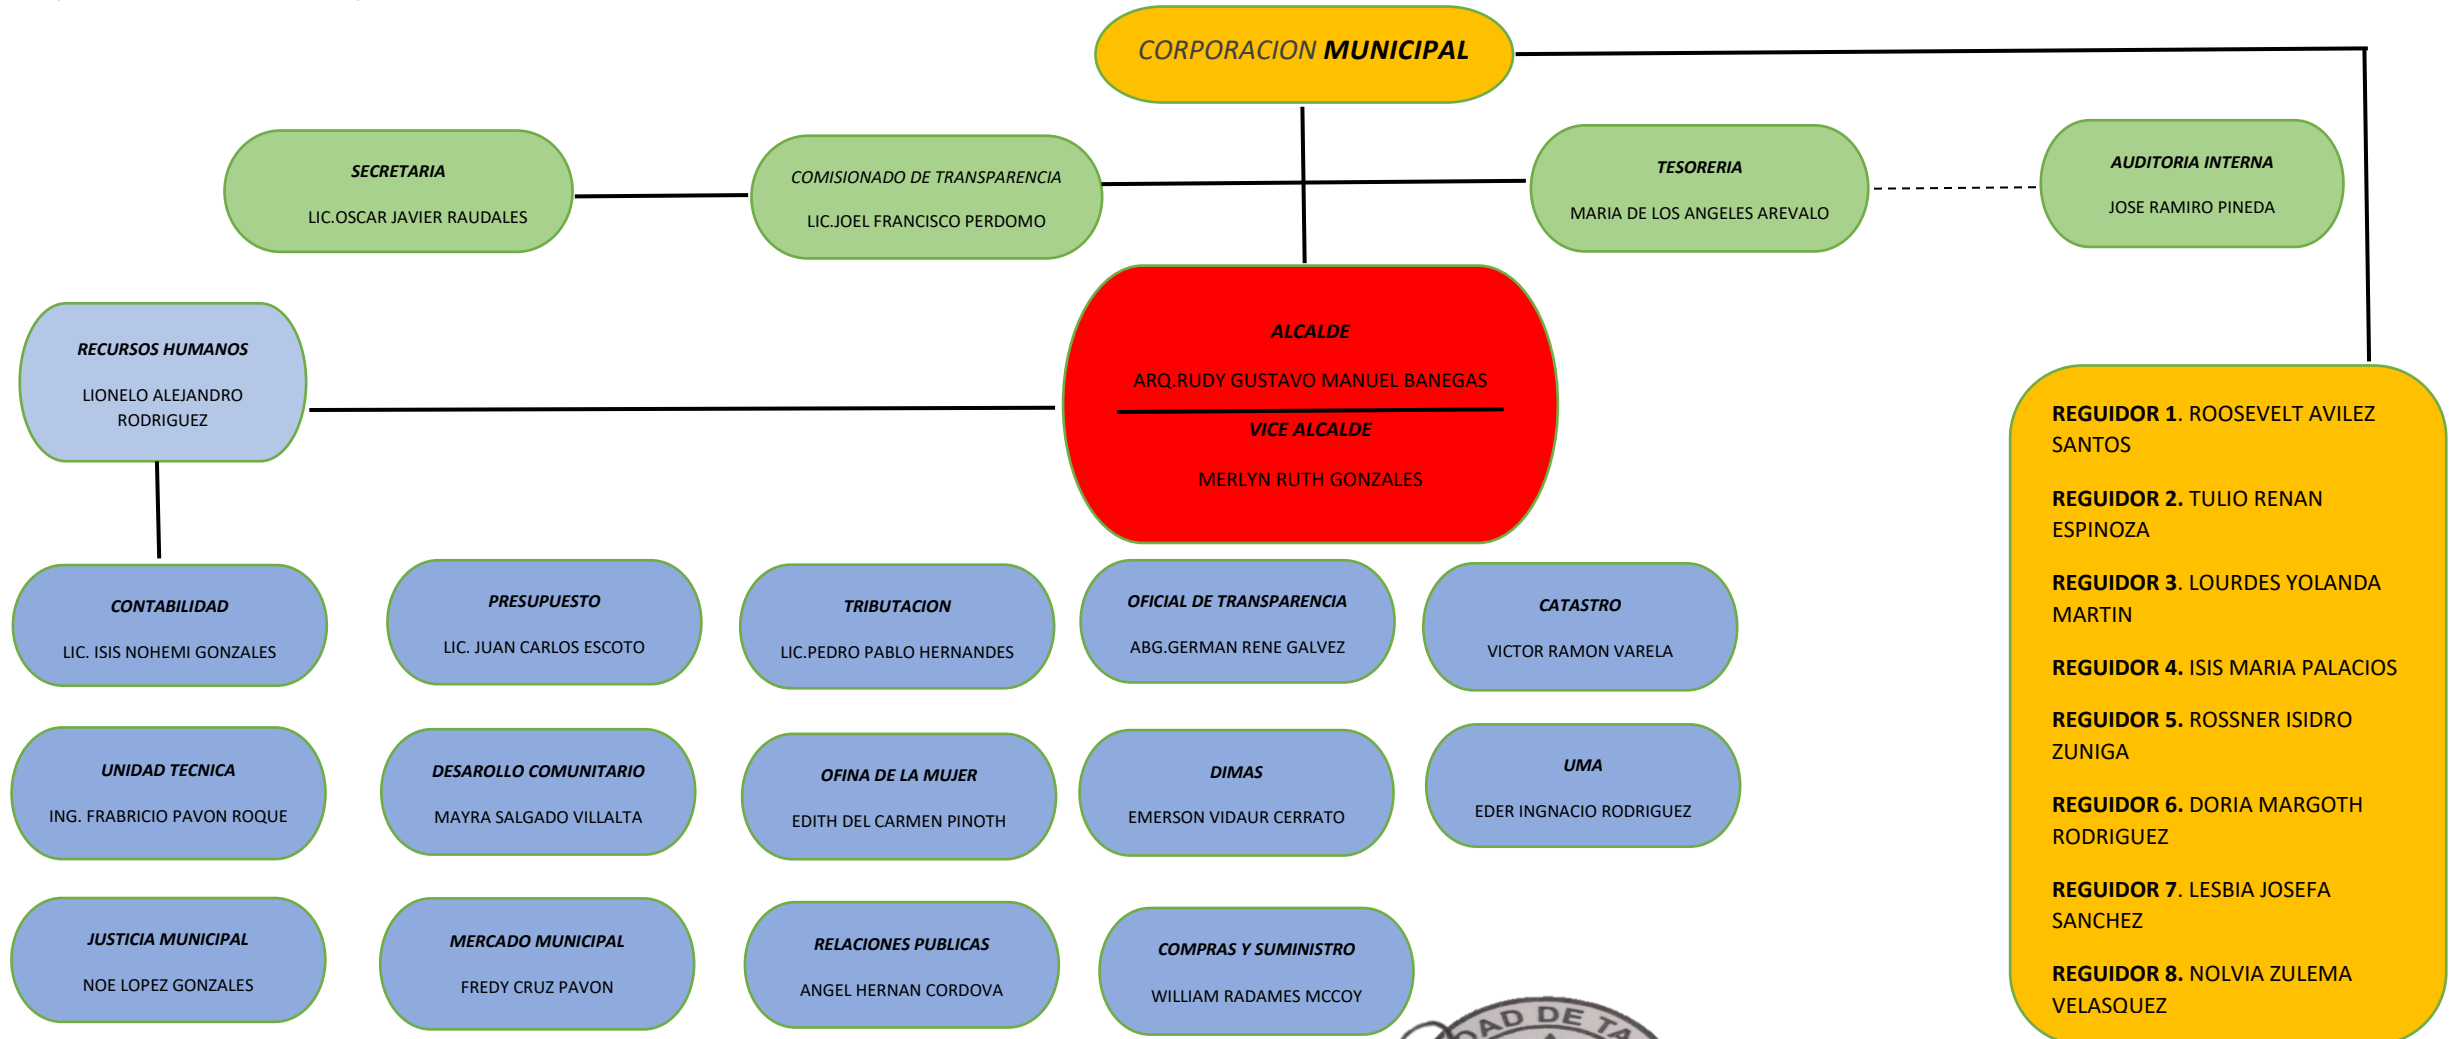 CORPORACION MUNICIPAL
SECRETARIA
LIC.OSCAR JAVIER RAUDALES
COMISIONADO DE TRANSPARENCIA
LIC.JOEL FRANCISCO PERDOMO
TESORERIA
MARIA DE LOS ANGELES AREVALO
AUDITORIA INTERNA
JOSE RAMIRO PINEDA
RECURSOS HUMANOS
LIONELO ALEJANDRO
RODRIGUEZ
ALCALDE
ARQ.RUDY GUSTAVO MANUEL BANEGAS
VICE ALCALDE
MERLYN RUTH GONZALES
REGUIDOR 1. ROOSEVELT AVILEZ
SANTOS
REGUIDOR 2. TULIO RENAN
ESPINOZA
REGUIDOR 3. LOURDES YOLANDA
MARTIN
REGUIDOR 4. ISIS MARIA PALACIOS
REGUIDOR 5. ROSSNER ISIDRO
ZUNIGA
REGUIDOR 6. DORIA MARGOTH
RODRIGUEZ
REGUIDOR 7. LESBIA JOSEFA
SANCHEZ
REGUIDOR 8. NOLVIA ZULEMA
VELASQUEZ
CONTABILIDAD
LIC. ISIS NOHEMI GONZALES
PRESUPUESTO
LIC. JUAN CARLOS ESCOTO
TRIBUTACION
LIC.PEDRO PABLO HERNANDES
OFICIAL DE TRANSPARENCIA
ABG.GERMAN RENE GALVEZ
CATASTRO
VICTOR RAMON VARELA
UNIDAD TECNICA
ING. FRABRICIO PAVON ROQUE
DESAROLLO COMUNITARIO
MAYRA SALGADO VILLALTA
OFINA DE LA MUJER
EDITH DEL CARMEN PINOTH
DIMAS
EMERSON VIDAUR CERRATO
UMA
EDER INGNACIO RODRIGUEZ
JUSTICIA MUNICIPAL
NOE LOPEZ GONZALES
MERCADO MUNICIPAL
FREDY CRUZ PAVON
RELACIONES PUBLICAS
ANGEL HERNAN CORDOVA
COMPRAS Y SUMINISTRO
WILLIAM RADAMES MCCOY
DE